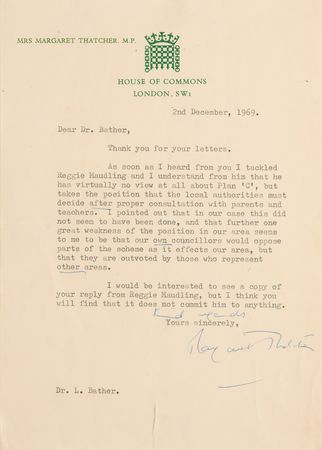 MRS MARGARET THATCHER. M.P.
HOUSE OF COMMONS
LONDON, SW1
2nd December, 1969.
Dear Dr. Bather,
Thank you for your letters.
As soon as I heard from you I tackled
Reggie Maudling and I understand from him that he
has virtually no view at all about Plan 'C', but
takes the position that the local authorities must
decide after proper consultation with parents and
teachers. I pointed out that in our case this did
not seem to have been done, and that further one
great weakness of the position in our area seems
to me to be that our own councillors would oppose
parts of the scheme as it effects our area, but
that they are outvoted by those who represent
other areas.
I would be interested to see a copy of
your reply from Reggie Maudling, but I think you
will find that it does not commit him to anything.
Kind regards
Yours sincerely,
Margaret Thatcher
Dr. L. Bather.